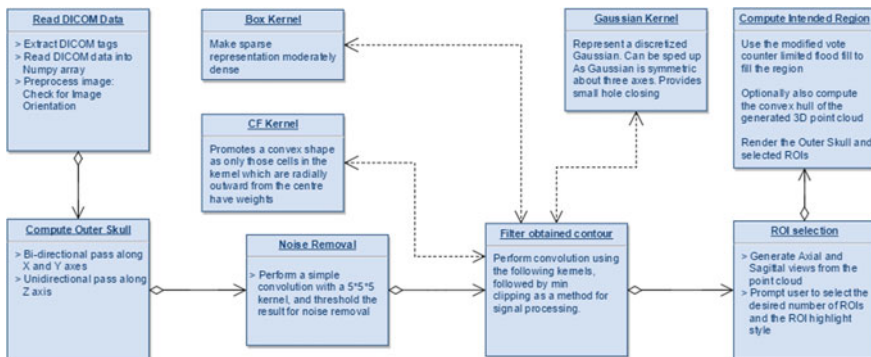 Read DICOM Data
> Extract DICOM tags
> Read DICOM data into
Numpy array
> Preprocess image:
Check for Image
Orientation
Box Kernel
Make sparse
representation moderately
dense
Gaussian Kernel
Represent a discretized
Gaussian. Can be sped up
As Gaussian is symmetric
about three axes. Provides
small hole closing
Compute Intended Region
Use the modified vote
counter limited flood fill to
fill the region
Optionally also compute
the convex hull of the
generated 3D point cloud
Render the Outer Skull and
selected ROIs
CF Kernel
Promotes a convex shape
as only those cells in the
kernel which are radially
outward from the centre
have weights
Compute Outer Skull
> Bi-directional pass along
X and Y axes
> Unidirectional pass along
Z axis
Noise Removal
> Perform a simple
convolution with a 5*5*5
kernel, and threshold the
result for noise removal
Filter obtained contour
Perform convolution using
the following kernels,
followed by min
clipping as a method for
signal processing.
ROI selection
> Generate Axial and
Sagittal views from the
point cloud
> Prompt user to select the
desired number of ROIs
and the ROI highlight
style